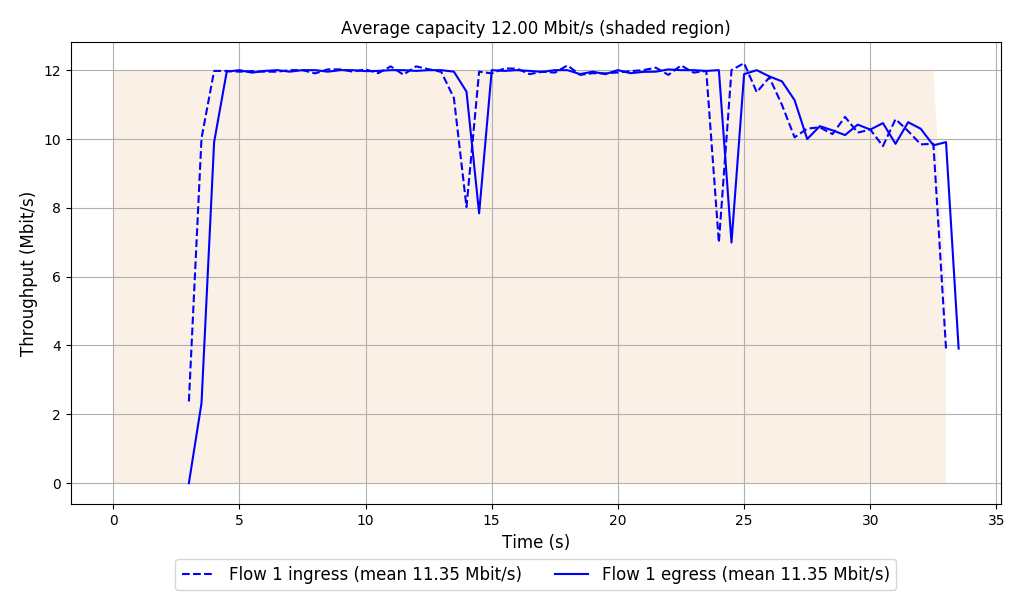 Average capacity 12.00 Mbit/s (shaded region)
12
10
8
6
4
2
0
Throughput (Mbit/s)
0 5 10 15 20 25 30 35
Time (s)
Flow 1 ingress (mean 11.35 Mbit/s) Flow 1 egress (mean 11.35 Mbit/s)